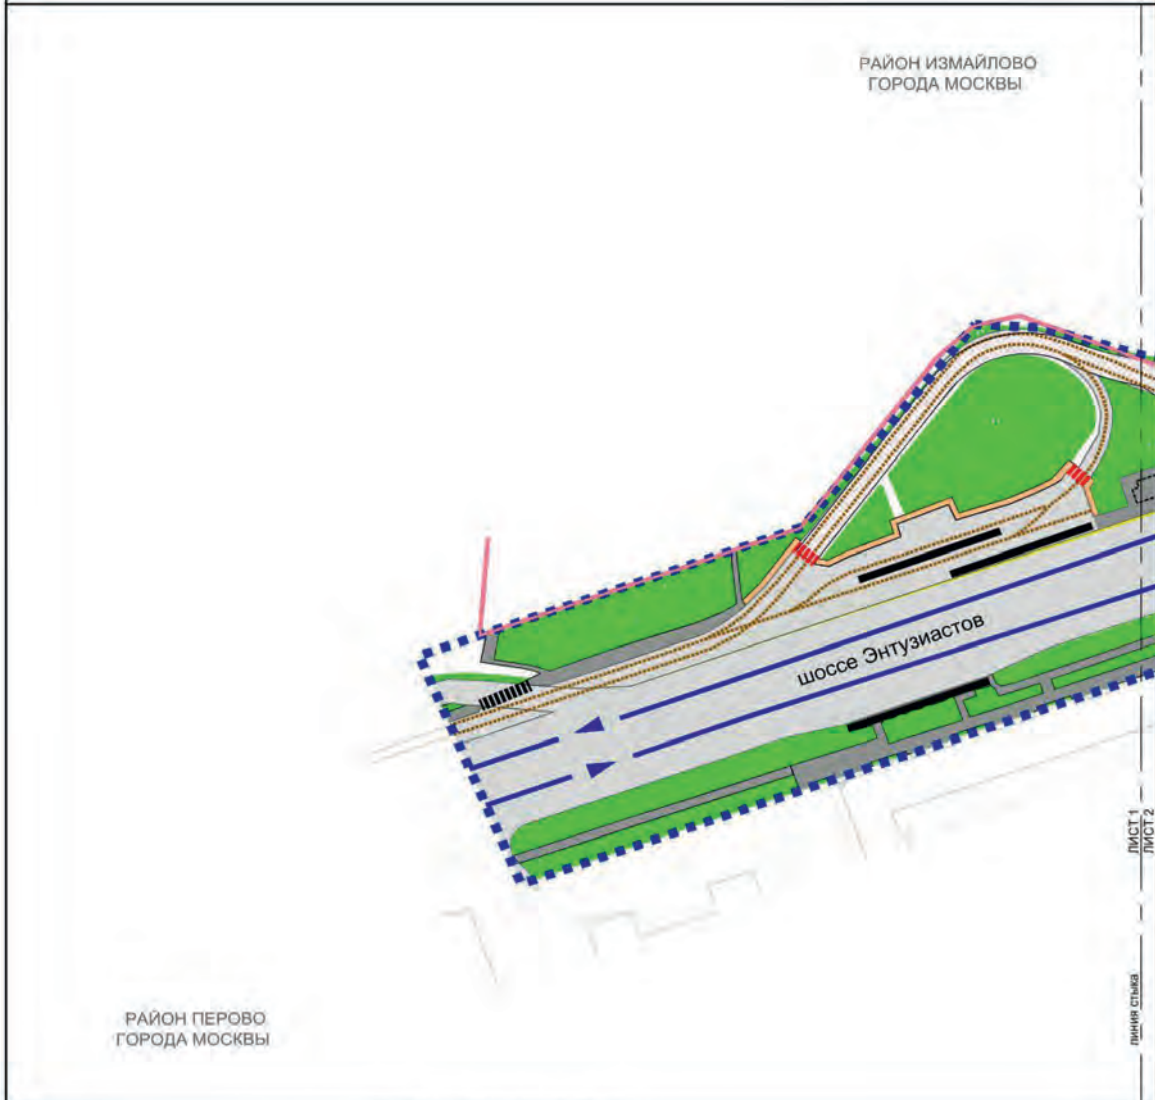 РАЙОН ИЗМАЙЛОВО
ГОРОДА МОСКВЫ
шоссе Энтузиастов
ЛИСТ 1
ЛИСТ 2
линия стыка
РАЙОН ПЕРОВО
ГОРОДА МОСКВЫ